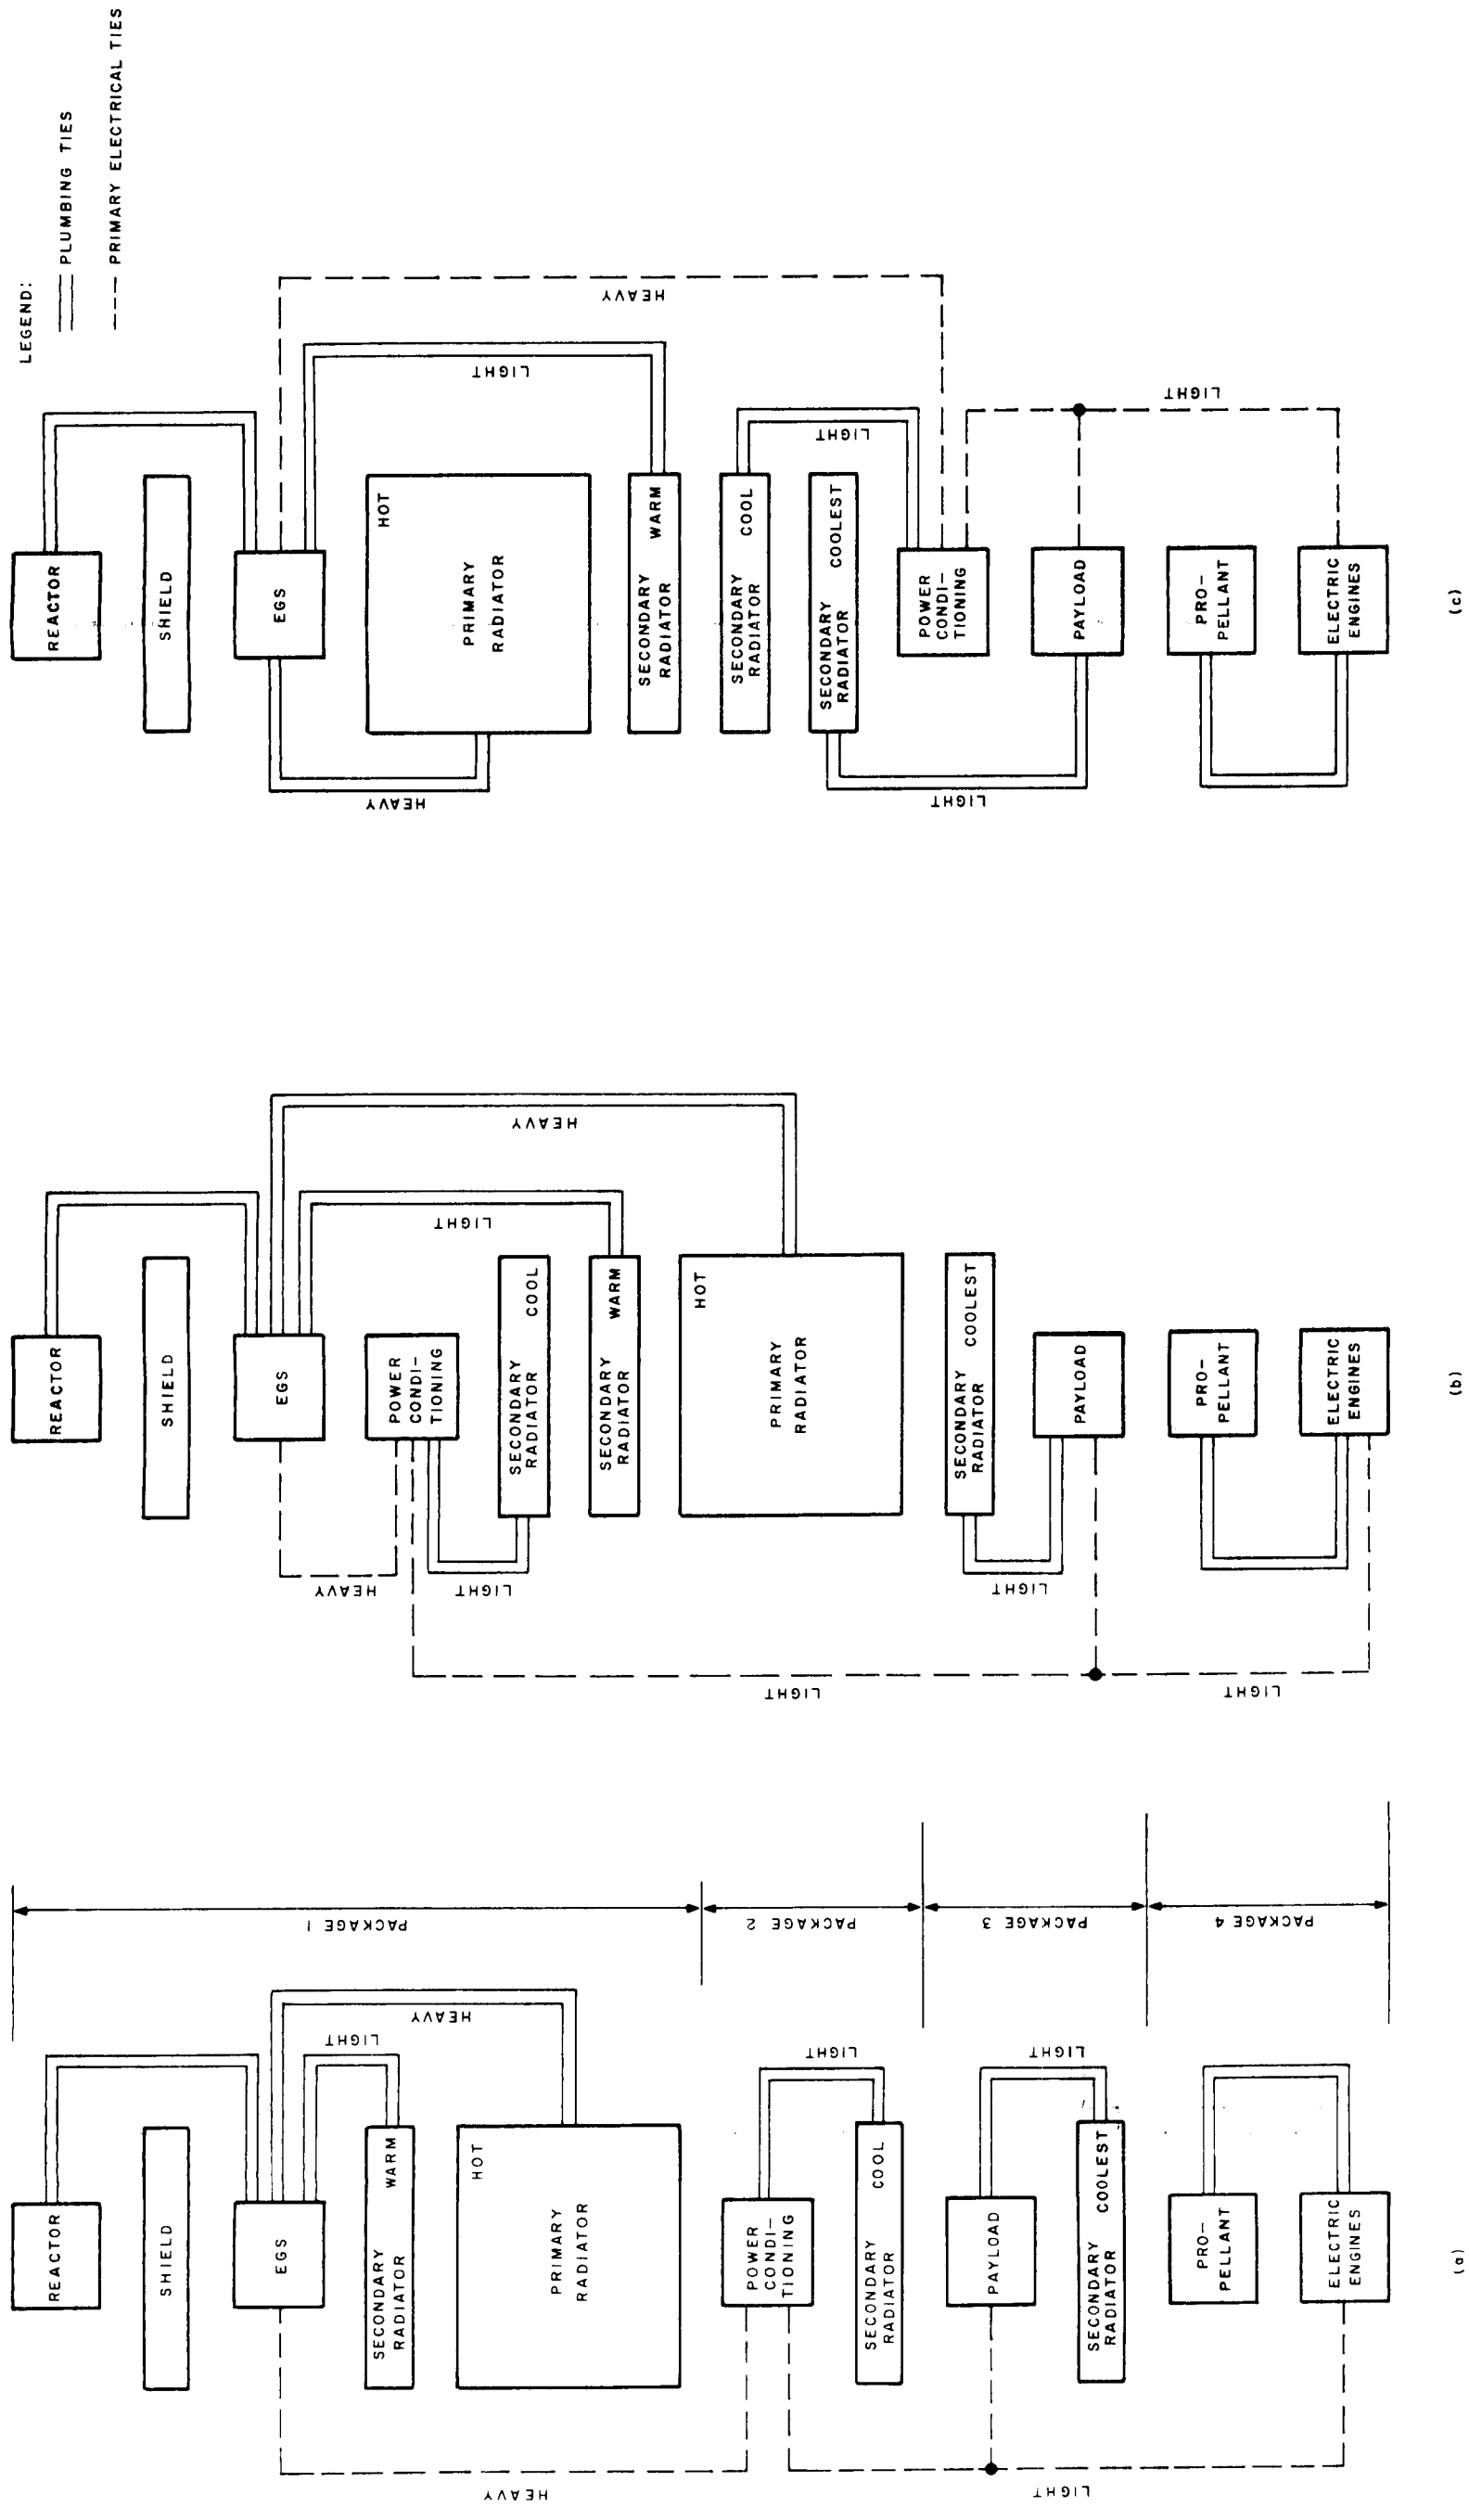 LEGEND:
PLUMBING TIES
PRIMARY ELECTRICAL TIES
REACTOR
SHIELD
EGS
SECONDARY WARM
RADIATOR
HOT
PRIMARY
RADIATOR
POWER
CONDI-
TIONING
SECONDARY COOL
RADIATOR
PAYLOAD
SECONDARY COOLEST
RADIATOR
PRO-
PELLANT
ELECTRIC
ENGINES
HEAVY
LIGHT
HEAVY
LIGHT
LIGHT
LIGHT
PACKAGE 1
PACKAGE 2
PACKAGE 3
PACKAGE 4
(a)
REACTOR
SHIELD
EGS
POWER
CONDI-
TIONING
SECONDARY
RADIATOR COOL
SECONDARY WARM
RADIATOR
HOT
PRIMARY
RADIATOR
SECONDARY COOLEST
RADIATOR
PAYLOAD
PRO-
PELLANT
ELECTRIC
ENGINES
HEAVY
LIGHT
LIGHT
HEAVY
LIGHT
LIGHT
LIGHT
(b)
REACTOR
SHIELD
EGS
HOT
PRIMARY
RADIATOR
SECONDARY WARM
RADIATOR
SECONDARY COOL
RADIATOR
SECONDARY COOLEST
RADIATOR
POWER
CONDI-
TIONING
PAYLOAD
PRO-
PELLANT
ELECTRIC
ENGINES
HEAVY
LIGHT
HEAVY
LIGHT
LIGHT
LIGHT
(c)